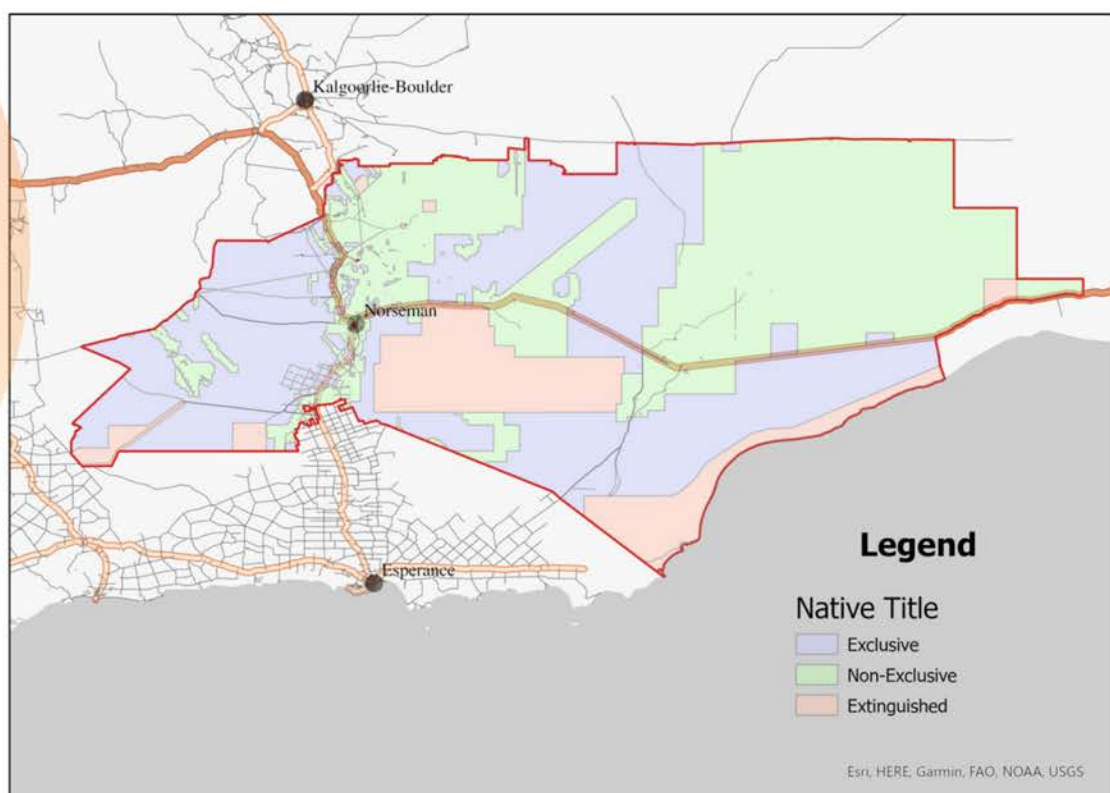 Kalgoorlie-Boulder
Norseman
Esperance
Legend
Native Title
Exclusive
Non-Exclusive
Extinguished
Esri, HERE, Garmin, FAO, NOAA, USGS